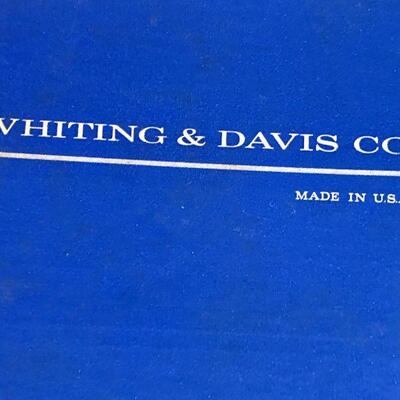 WHITING & DAVIS CO
MADE IN U.S.A